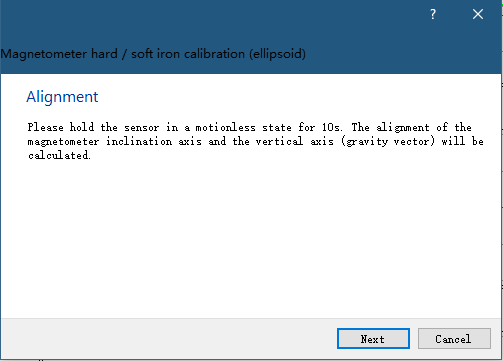 ?
Magnetometer hard / soft iron calibration (ellipsoid)
Alignment
Please hold the sensor in a motionless state for 10s. The alignment of the
magnetometer inclination axis and the vertical axis (gravity vector) will be
calculated.
Next Cancel